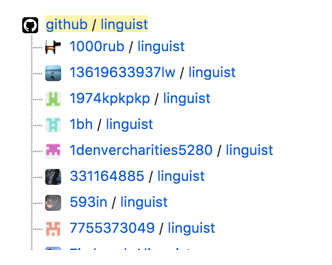 github / linguist
1000rub / linguist
13619633937lw / linguist
1974kpkpkp / linguist
1bh / linguist
1denvercharities5280 / linguist
331164885 / linguist
593in / linguist
7755373049 / linguist